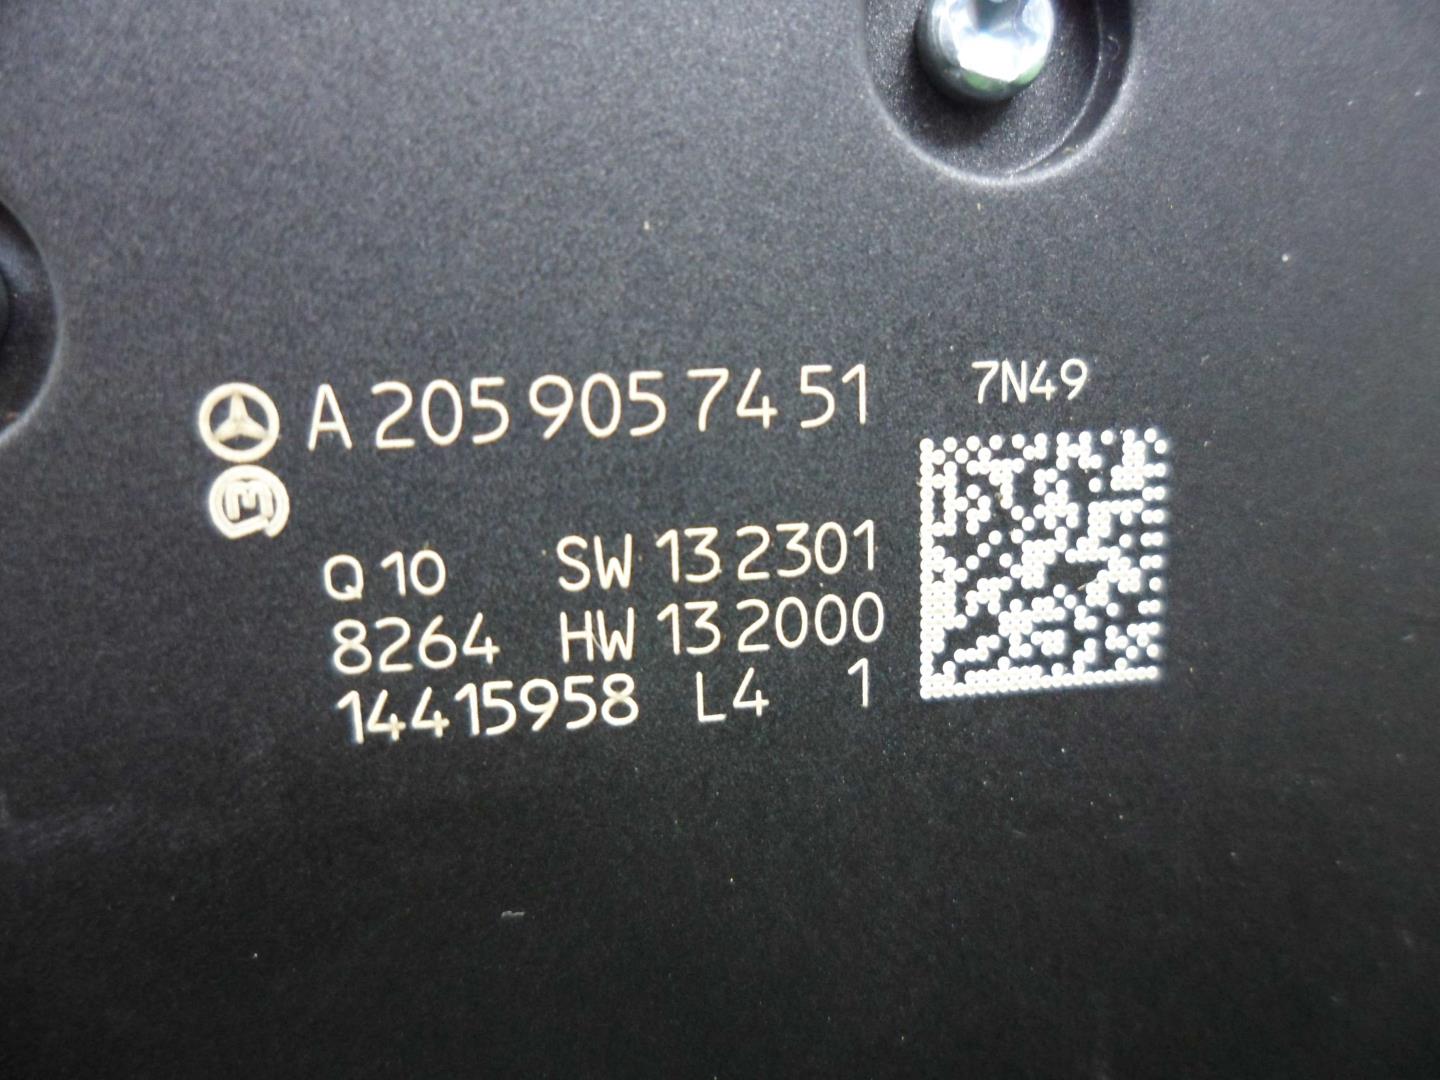 A 205 905 74 51 7N49
Q 10 SW 13 2301
8264 HW 13 2000
14415958 L4 1